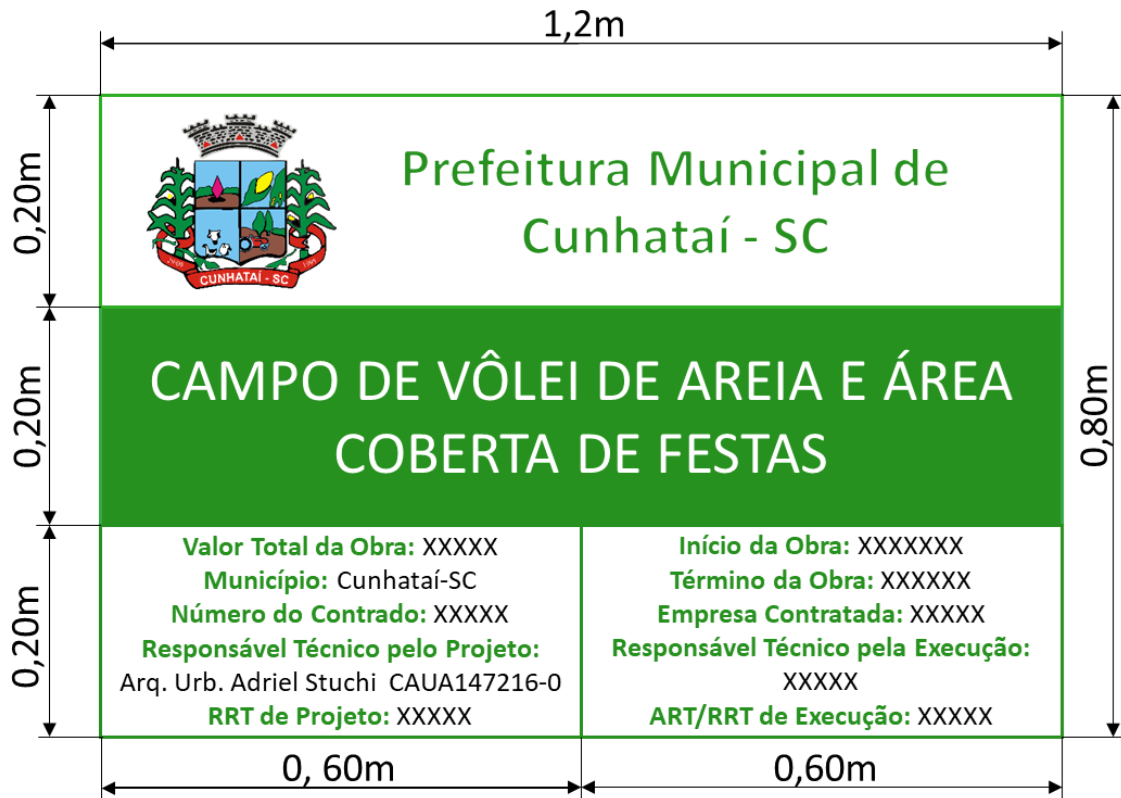 1,2m
0,20m
Prefeitura Municipal de
Cunhataí - SC
CUNHATAÍ - SC
0,20m
CAMPO DE VÔLEI DE AREIA E ÁREA
COBERTA DE FESTAS
0,80m
0,20m
Valor Total da Obra: XXXXX
Município: Cunhataí-SC
Número do Contrado: XXXXX
Responsável Técnico pelo Projeto:
Arq. Urb. Adriel Stuchi CAUA147216-0
RRT de Projeto: XXXXX
Início da Obra: XXXXXXX
Término da Obra: XXXXXX
Empresa Contratada: XXXXX
Responsável Técnico pela Execução:
XXXXX
ART/RRT de Execução: XXXXX
0, 60m
0,60m